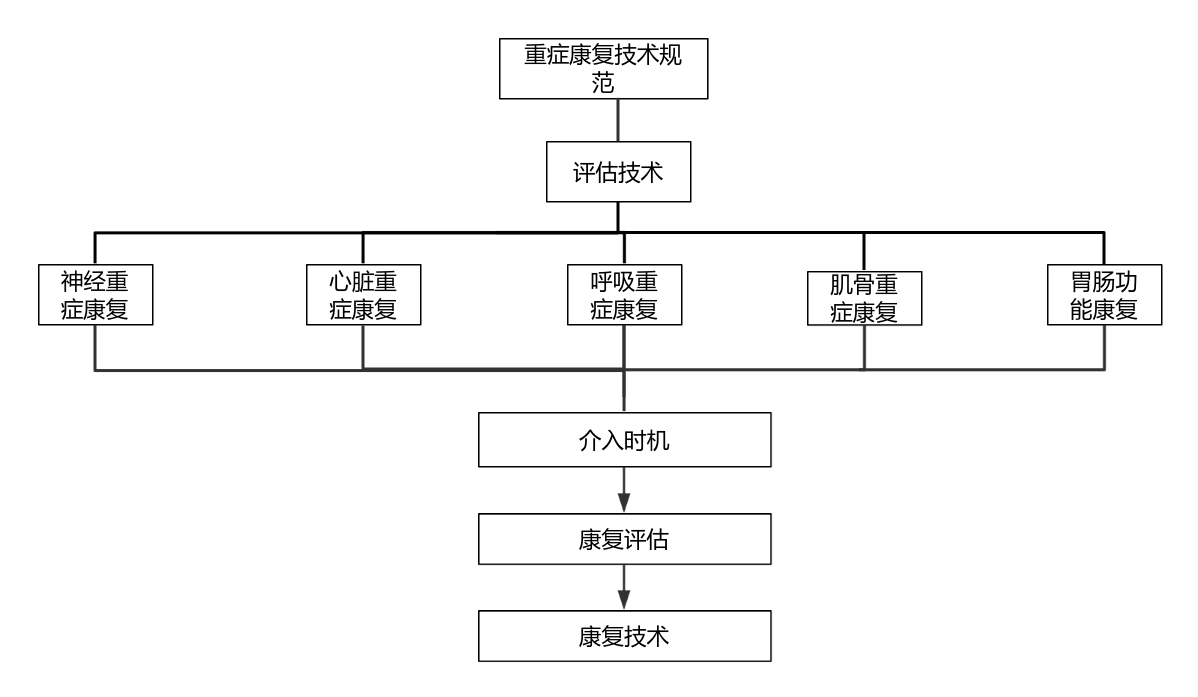 重症康复技术规
范
评估技术
神经重
症康复
心脏重
症康复
呼吸重
症康复
肌骨重
症康复
胃肠功
能康复
介入时机
康复评估
康复技术